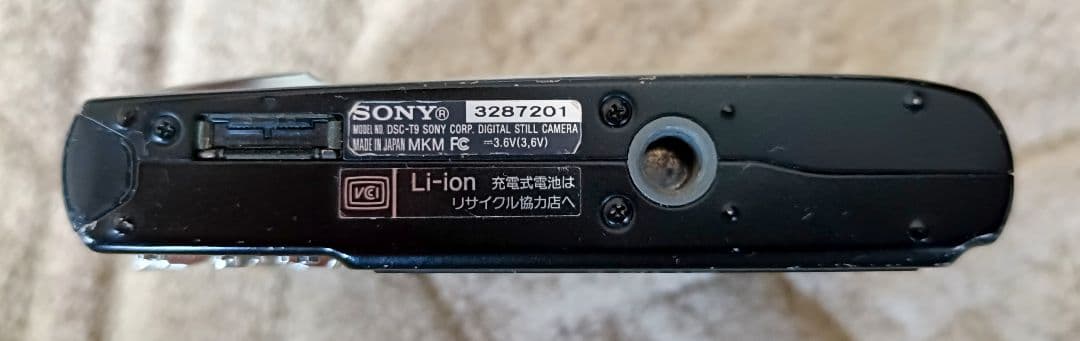 SONY® 3287201
MODEL NO. DSC-T9 SONY CORP. DIGITAL STILL CAMERA
MADE IN JAPAN MKM FC ⎓3.6V(3,6V)
VCCI Li-ion 充電式電池は
リサイクル協力店へ